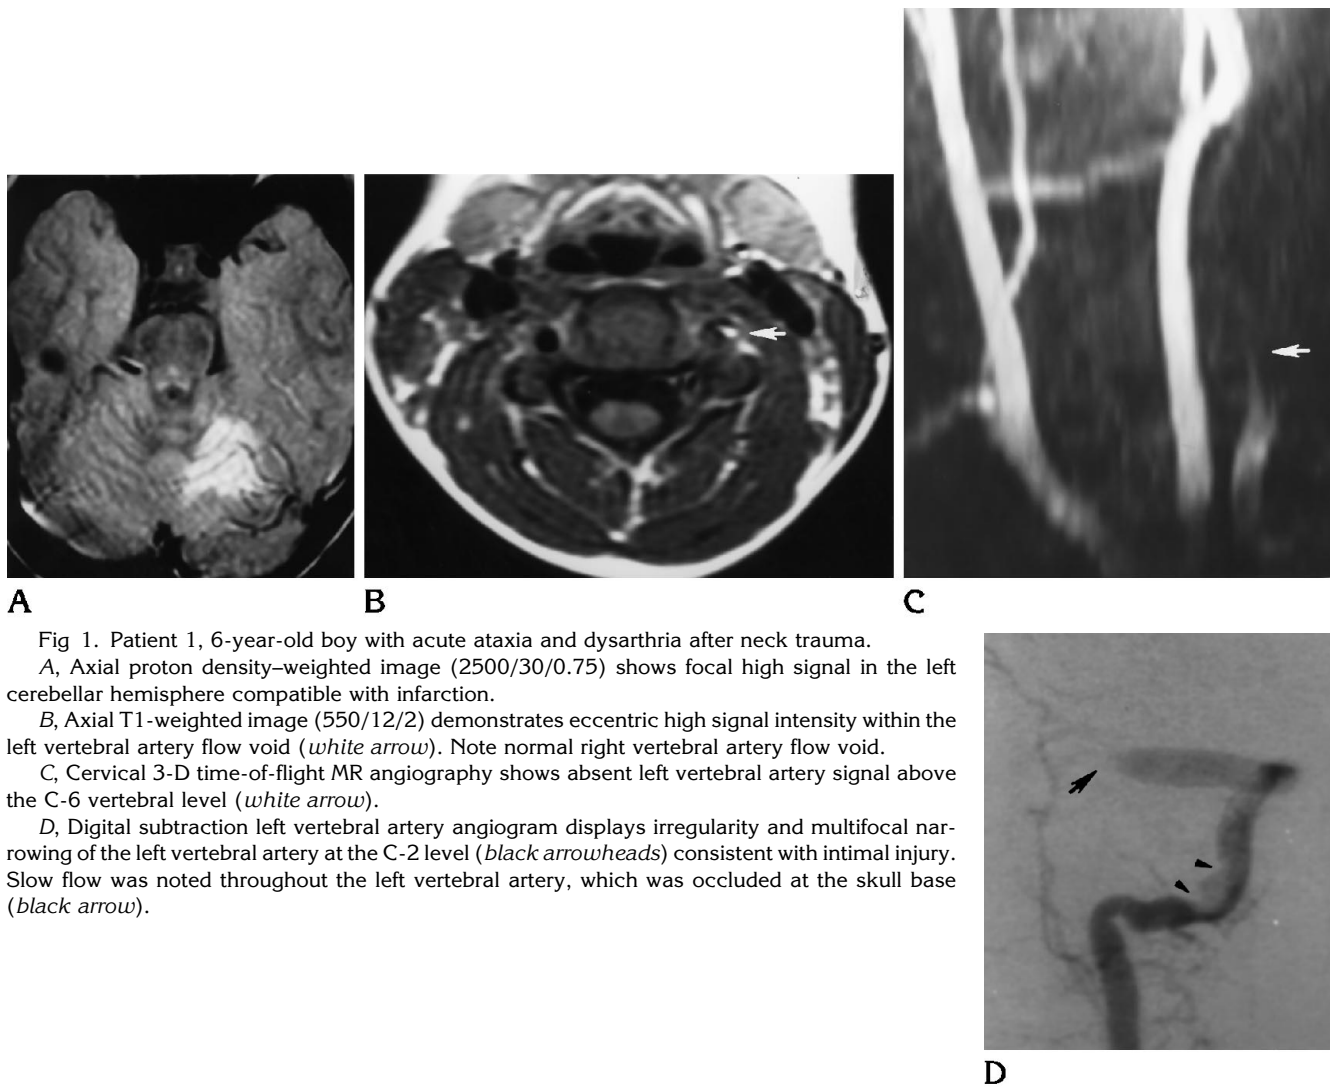 A
B
C
Fig 1. Patient 1, 6-year-old boy with acute ataxia and dysarthria after neck trauma.
A, Axial proton density–weighted image (2500/30/0.75) shows focal high signal in the left
cerebellar hemisphere compatible with infarction.
B, Axial T1-weighted image (550/12/2) demonstrates eccentric high signal intensity within the
left vertebral artery flow void (white arrow). Note normal right vertebral artery flow void.
C, Cervical 3-D time-of-flight MR angiography shows absent left vertebral artery signal above
the C-6 vertebral level (white arrow).
D, Digital subtraction left vertebral artery angiogram displays irregularity and multifocal nar-
rowing of the left vertebral artery at the C-2 level (black arrowheads) consistent with intimal injury.
Slow flow was noted throughout the left vertebral artery, which was occluded at the skull base
(black arrow).
D